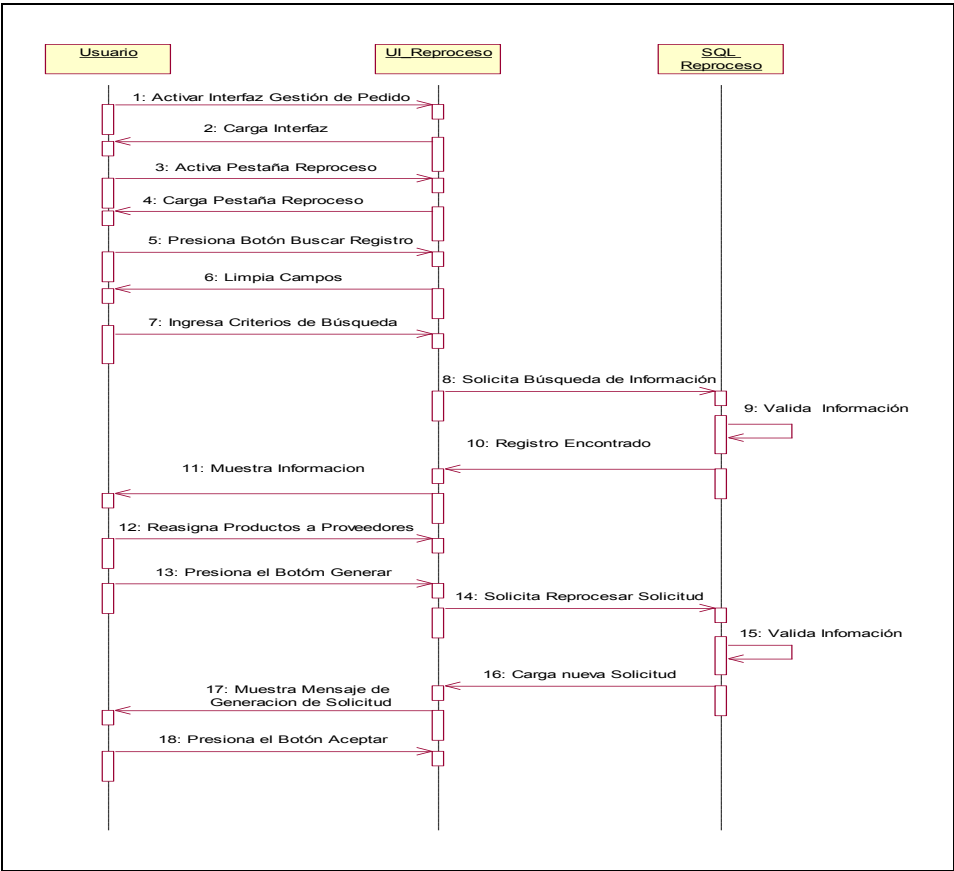 Usuario
UI_Reproceso
SQL
Reproceso
1: Activar Interfaz Gestión de Pedido
2: Carga Interfaz
3: Activa Pestaña Reproceso
4: Carga Pestaña Reproceso
5: Presiona Botón Buscar Registro
6: Limpia Campos
7: Ingresa Criterios de Búsqueda
8: Solicita Búsqueda de Información
9: Valida Información
10: Registro Encontrado
11: Muestra Informacion
12: Reasigna Productos a Proveedores
13: Presiona el Botóm Generar
14: Solicita Reprocesar Solicitud
15: Valida Infomación
16: Carga nueva Solicitud
17: Muestra Mensaje de
Generacion de Solicitud
18: Presiona el Botón Aceptar